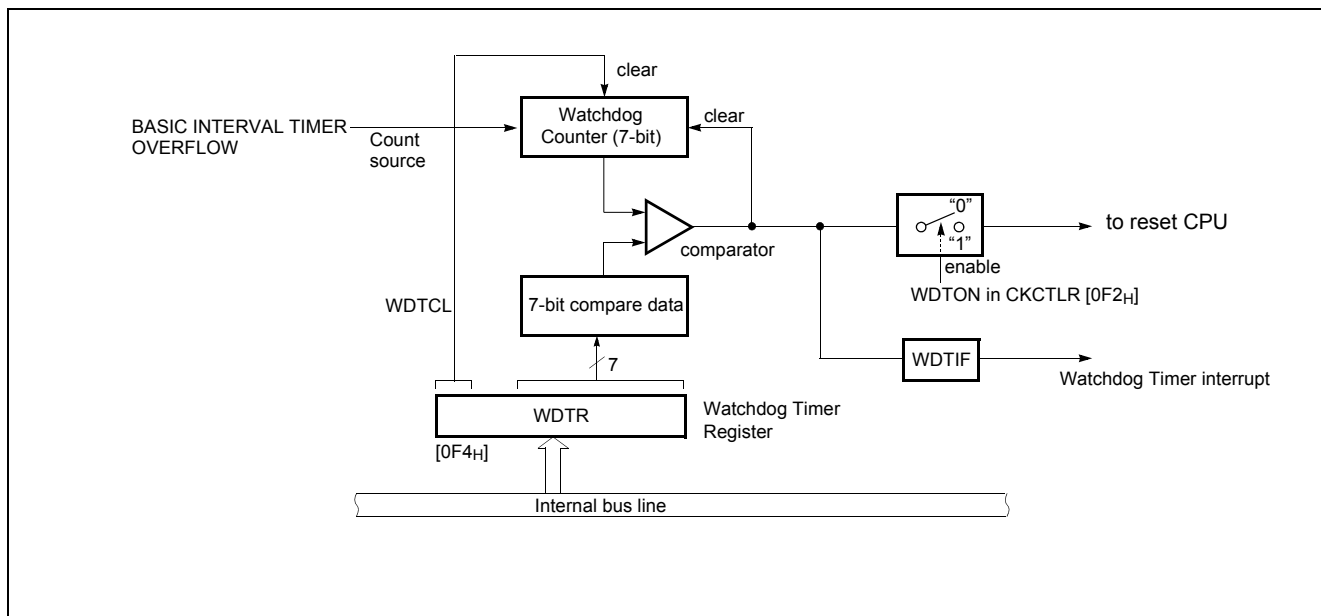 clear
BASIC INTERVAL TIMER
OVERFLOW
Count
source
Watchdog
Counter (7-bit)
clear
comparator
“0”
“1”
to reset CPU
enable
WDTON in CKCTLR [0F2H]
WDTCL
7-bit compare data
7
WDTIF
Watchdog Timer interrupt
WDTR
Watchdog Timer
Register
[0F4H]
Internal bus line